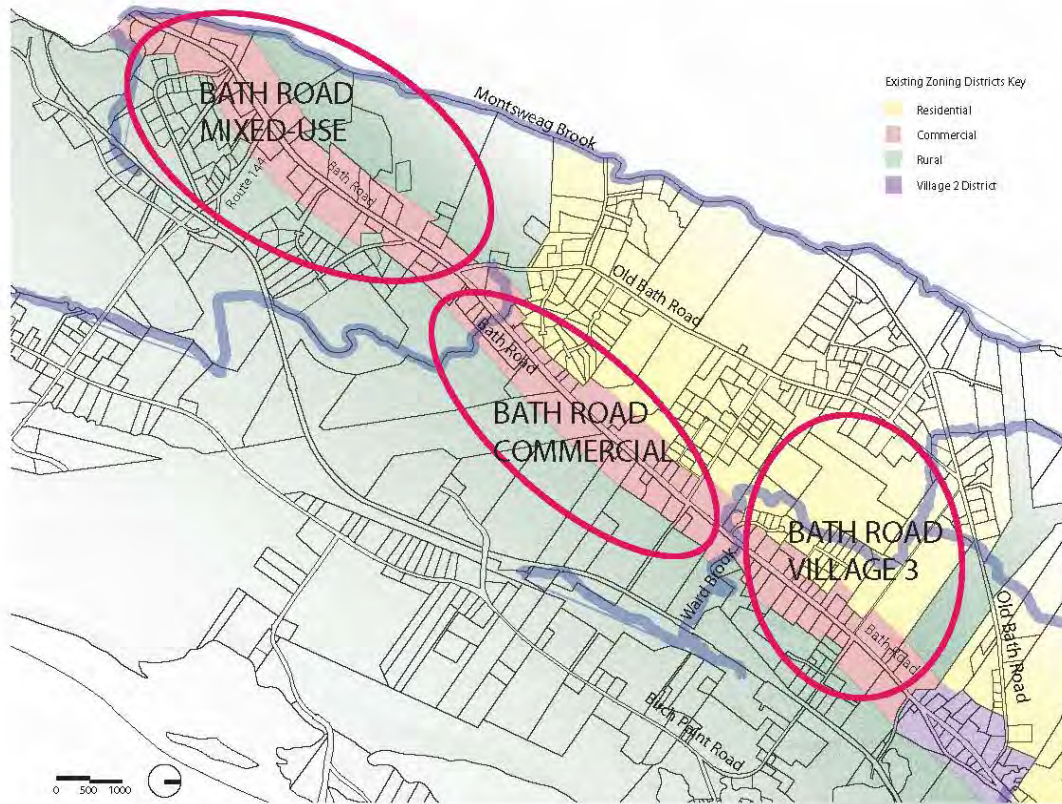 BATH ROAD
MIXED-USE
Montsweag Brook
Existing Zoning Districts Key
Residential
Commercial
Rural
Village 2 District
Route 144
Bath Road
Old Bath Road
Bath Road
BATH ROAD
COMMERCIAL
BATH ROAD
VILLAGE 3
Ward Brook
Bath Road
Old Bath Road
Birch Point Road
0 500 1000